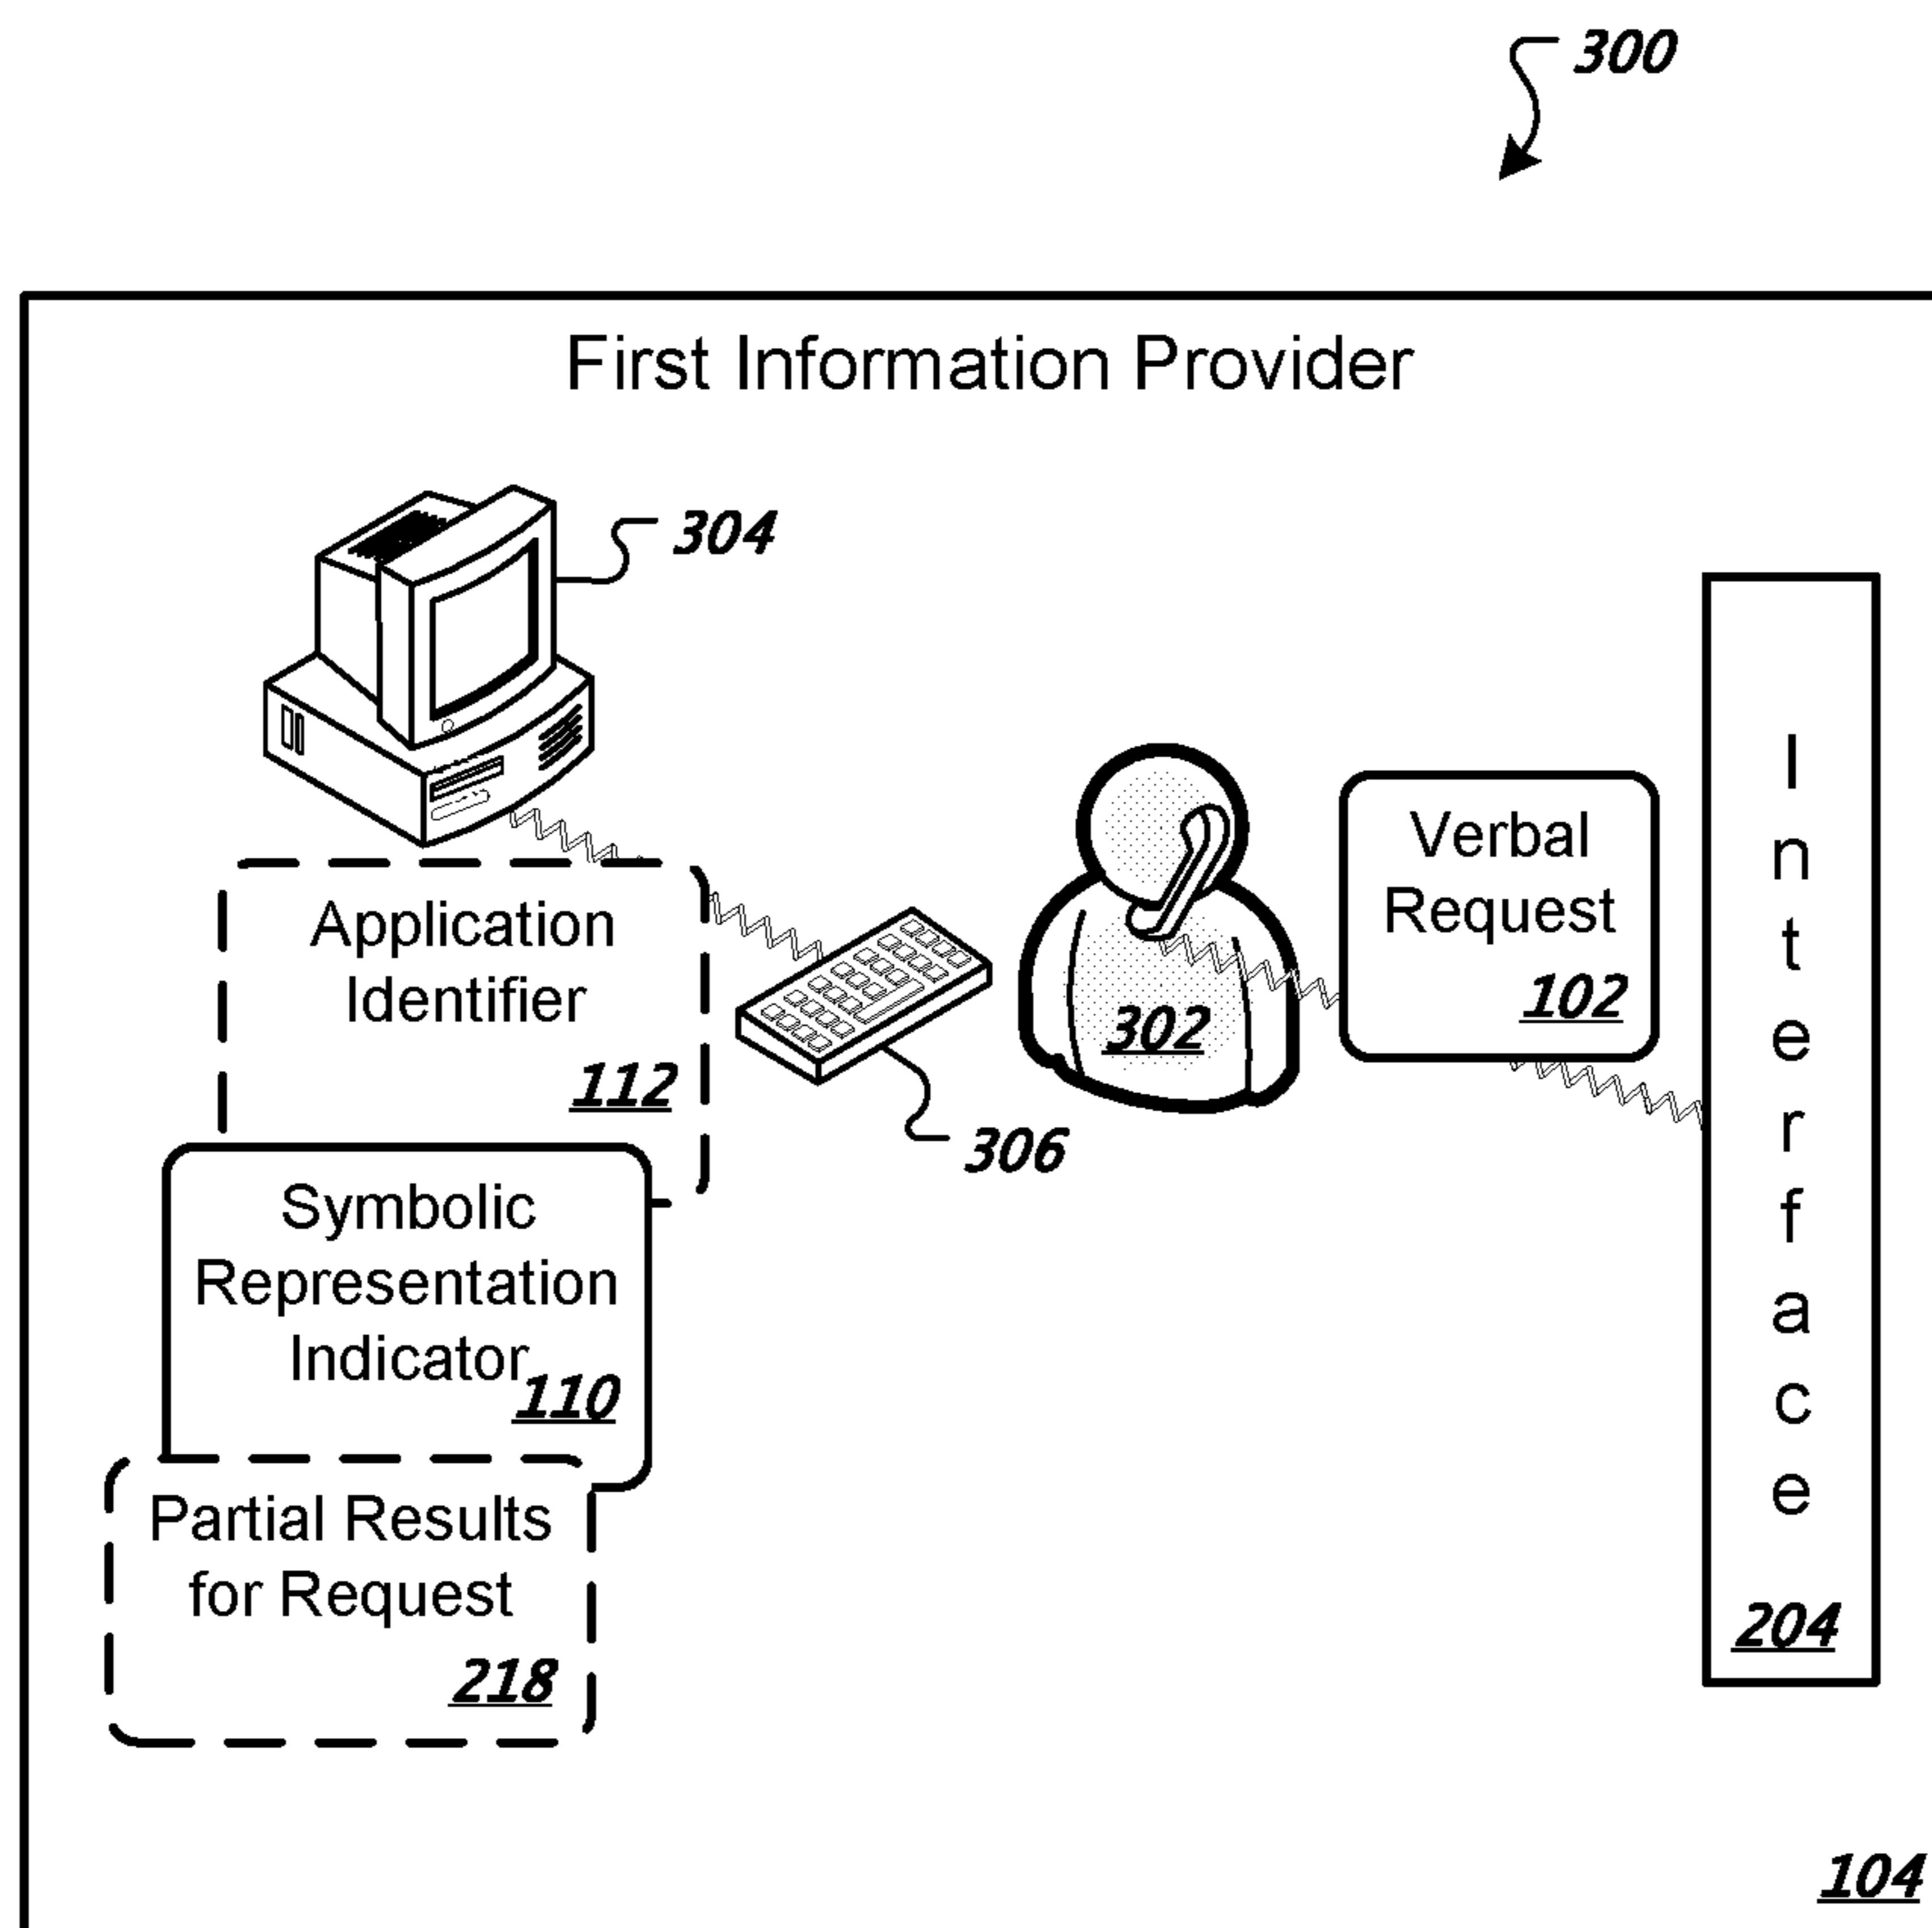 300
First Information Provider
304
Application
Identifier
112
306
302
Verbal
Request
102
Symbolic
Representation
Indicator
110
Partial Results
for Request
218
Interface
204
104